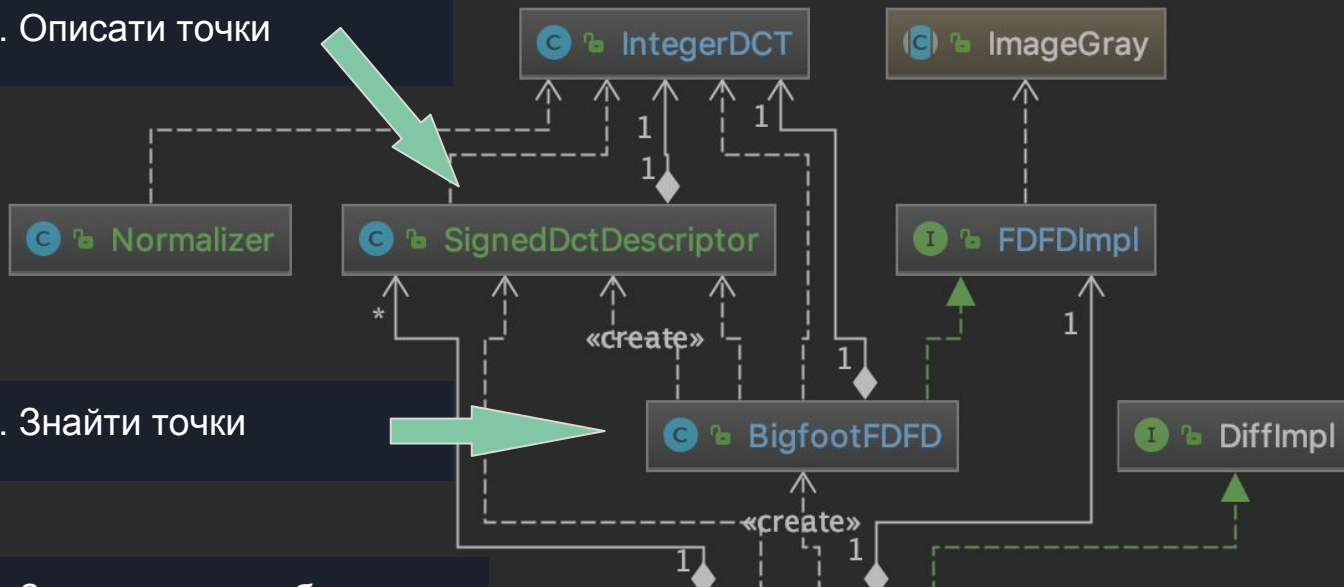 . Описати точки
C IntegerDCT
C ImageGray
1
1
1
C Normalizer
C SignedDctDescriptor
I FDFDImpl
*
1
«create»
1
. Знайти точки
C BigfootFDFD
I DiffImpl
«create»
1
1